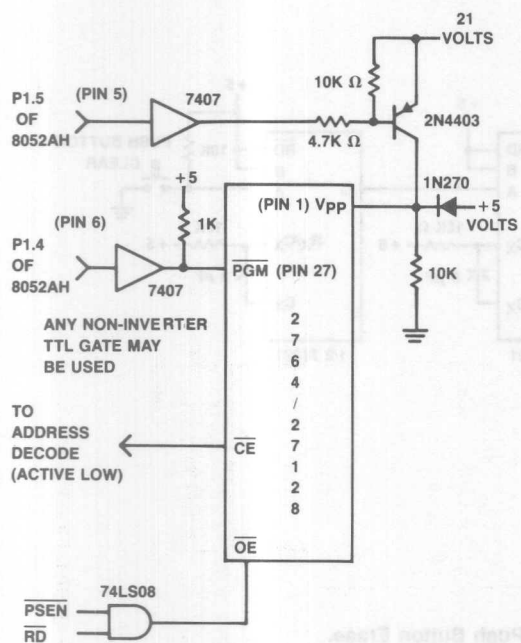 21
VOLTS
P1.5
OF
8052AH
(PIN 5)
7407
10K Ω
4.7K Ω
2N4403
1N270
+5
VOLTS
10K
+5
1K
(PIN 1) VPP
P1.4
OF
8052AH
(PIN 6)
7407
PGM (PIN 27)
ANY NON-INVERTER
TTL GATE MAY
BE USED
2
7
6
4
/
2
7
1
2
8
TO
ADDRESS
DECODE
(ACTIVE LOW)
CE
OE
74LS08
PSEN
RD